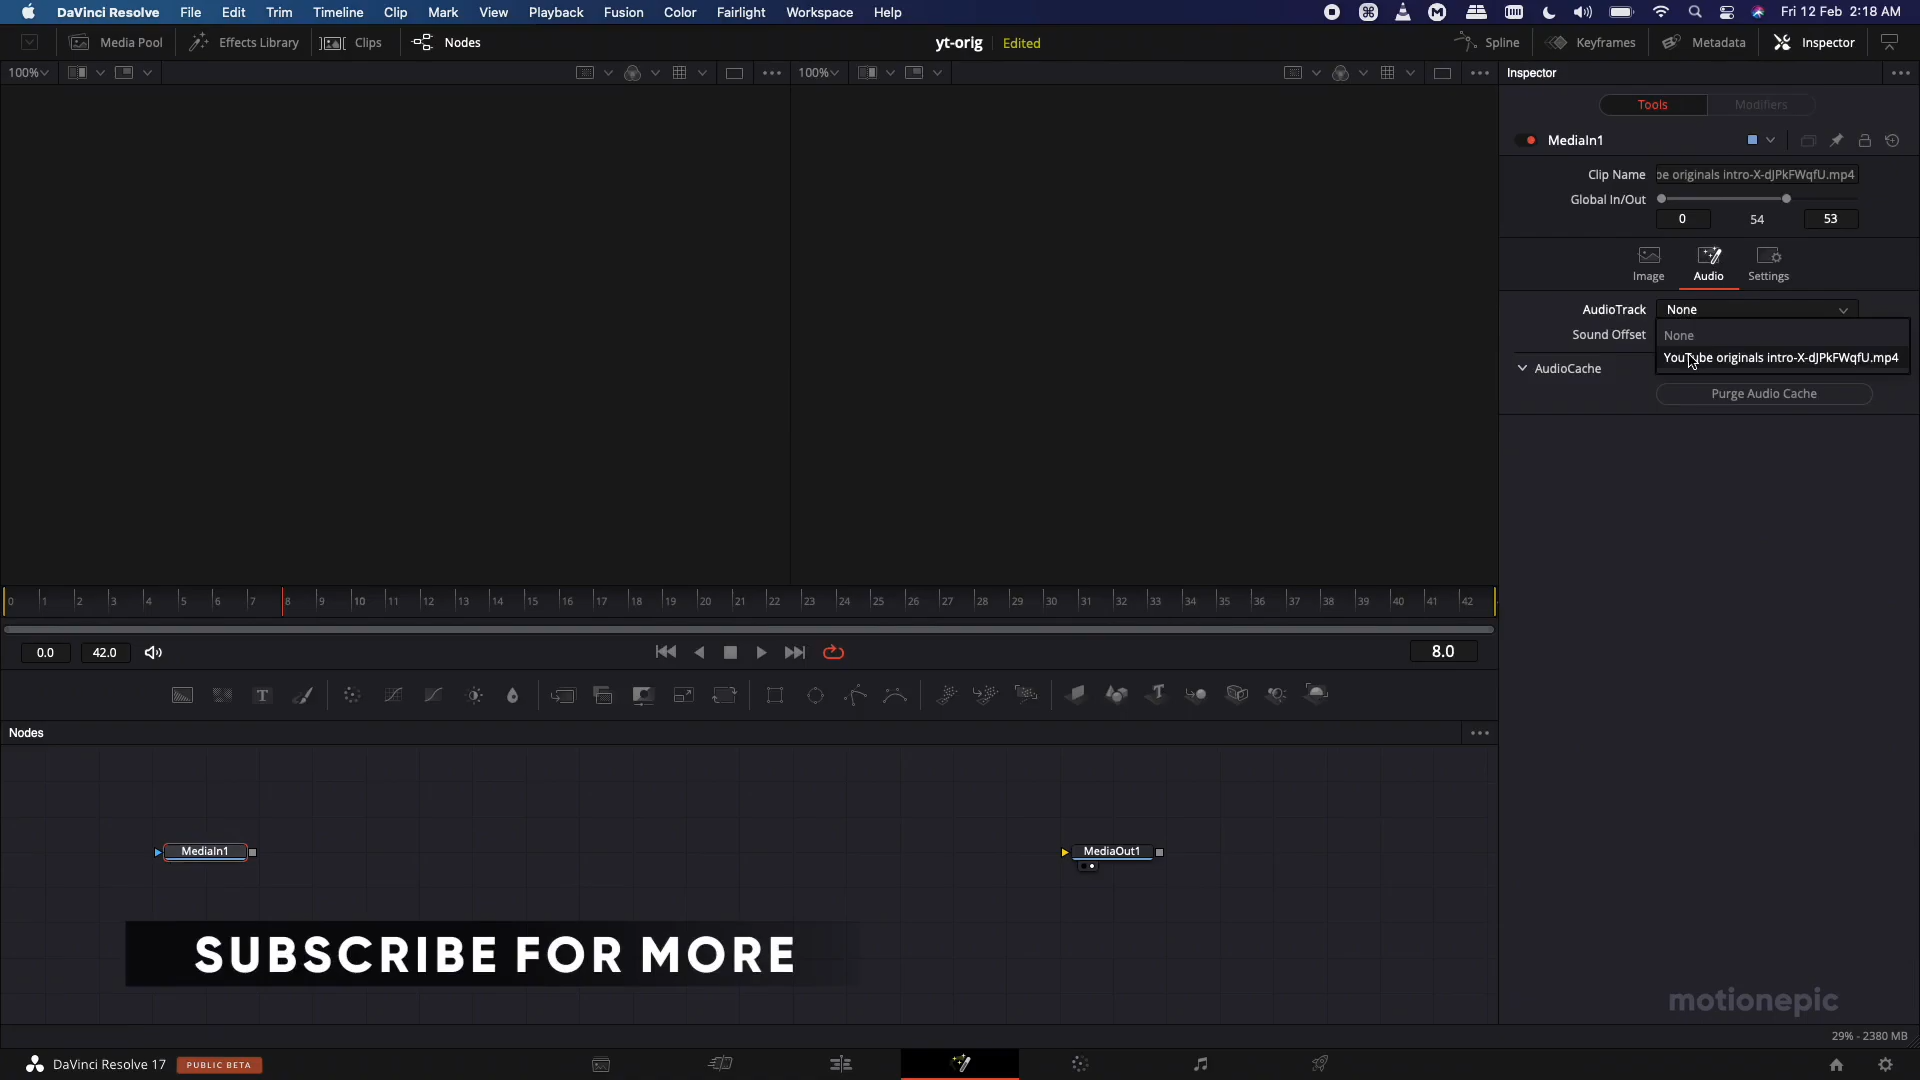 DaVinci Resolve File Edit Trim Timeline Clip Mark View Playback Fusion Color Fairlight Workspace Help Fri 12 Feb 2:18 AM
Media Pool Effects Library Clips Nodes yt-orig Edited Spline Keyframes Metadata Inspector
100% 100% Inspector
Tools Modifiers
MediaIn1
Clip Name be originals intro-X-dJPkFWqfU.mp4
Global In/Out
0 54 53
Image Audio Settings
AudioTrack None
Sound Offset None
YouTube originals intro-X-dJPkFWqfU.mp4
AudioCache
Purge Audio Cache
0 1 2 3 4 5 6 7 8 9 10 11 12 13 14 15 16 17 18 19 20 21 22 23 24 25 26 27 28 29 30 31 32 33 34 35 36 37 38 39 40 41 42
0.0 42.0 8.0
Nodes
MediaIn1 MediaOut1
SUBSCRIBE FOR MORE
motionepic
29% - 2380 MB
DaVinci Resolve 17 PUBLIC BETA